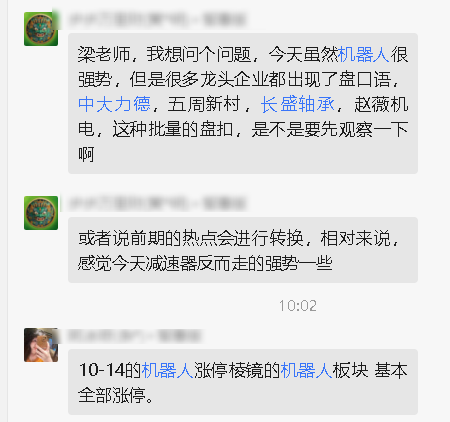 梁老师，我想问个问题，今天虽然机器人很
强势，但是很多龙头企业都出现了盘口语，
中大力德，五周新村，长盛轴承，赵薇机
电，这种批量的盘扣，是不是要先观察一下
啊
或者说前期的热点会进行转换，相对来说，
感觉今天减速器反而走的强势一些
10:02
10-14的机器人涨停棱镜的机器人板块 基本
全部涨停。